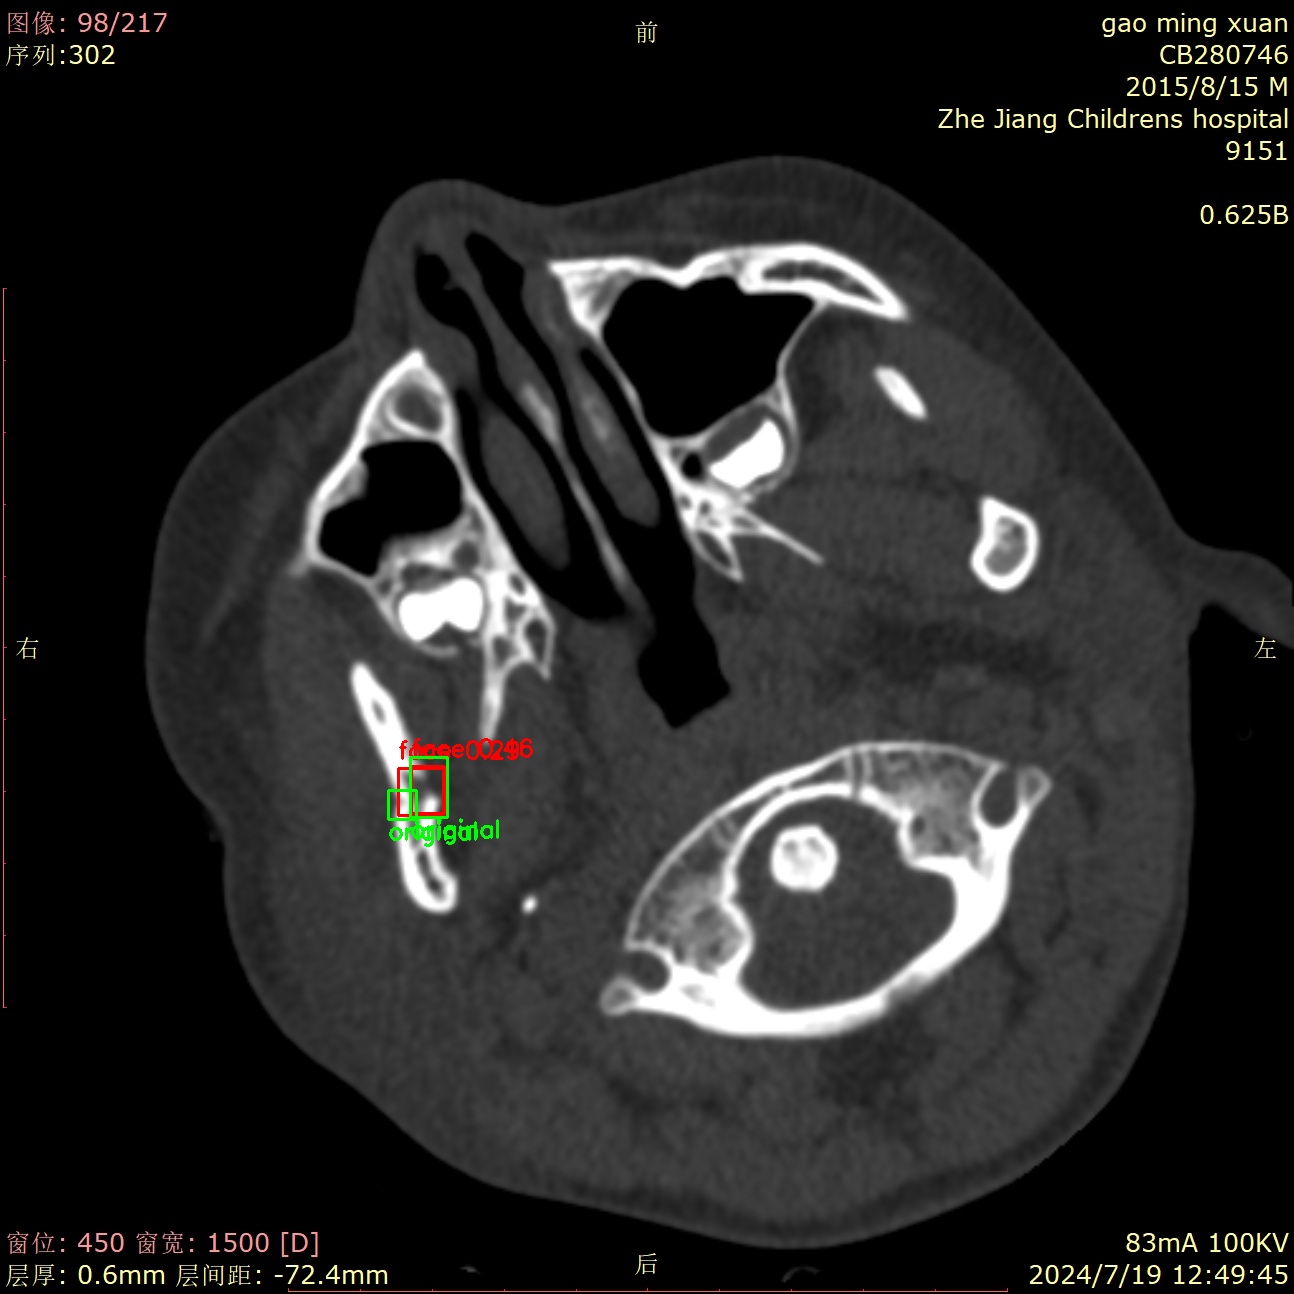 图像: 98/217
序列:302
前
gao ming xuan
CB280746
2015/8/15 M
Zhe Jiang Childrens hospital
9151
0.625B
右
左
original
窗位: 450 窗宽: 1500 [D]
层厚: 0.6mm 层间距: -72.4mm
后
83mA 100KV
2024/7/19 12:49:45